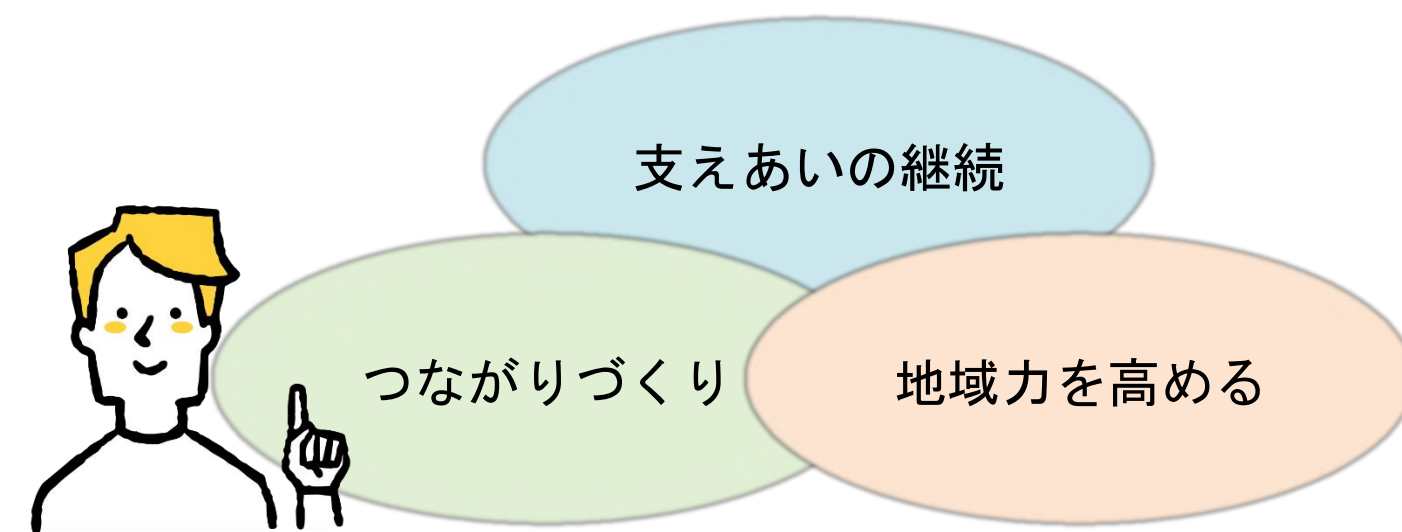 支えあいの継続
つながりづくり
地域力を高める